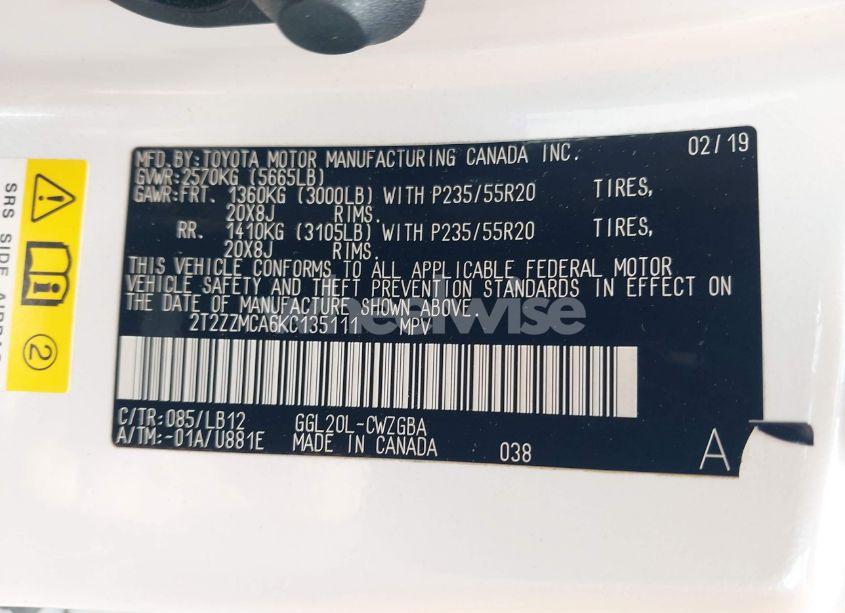 MFD.BY:TOYOTA MOTOR MANUFACTURING CANADA INC. 02/19
GVWR:2570KG (5665LB)
GAWR:FRT. 1360KG (3000LB) WITH P235/55R20 TIRES,
20X8J RIMS.
RR. 1410KG (3105LB) WITH P235/55R20 TIRES,
20X8J RIMS.
THIS VEHICLE CONFORMS TO ALL APPLICABLE FEDERAL MOTOR
VEHICLE SAFETY AND THEFT PREVENTION STANDARDS IN EFFECT ON
THE DATE OF MANUFACTURE SHOWN ABOVE.
2T2ZZMCA6KC135111 MPV
C/TR:085/LB12 GGL20L-CWZGBA
A/TM:-01A/U881E MADE IN CANADA 038 A
SRS SIDE
2